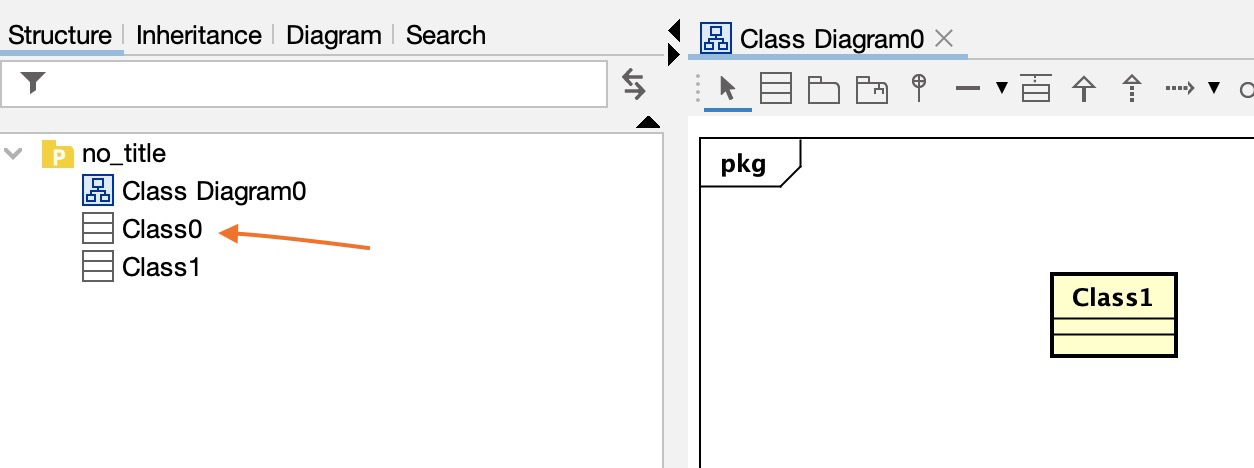 Structure Inheritance Diagram Search
Class Diagram0
P no_title
Class Diagram0
Class0
Class1
pkg
Class1